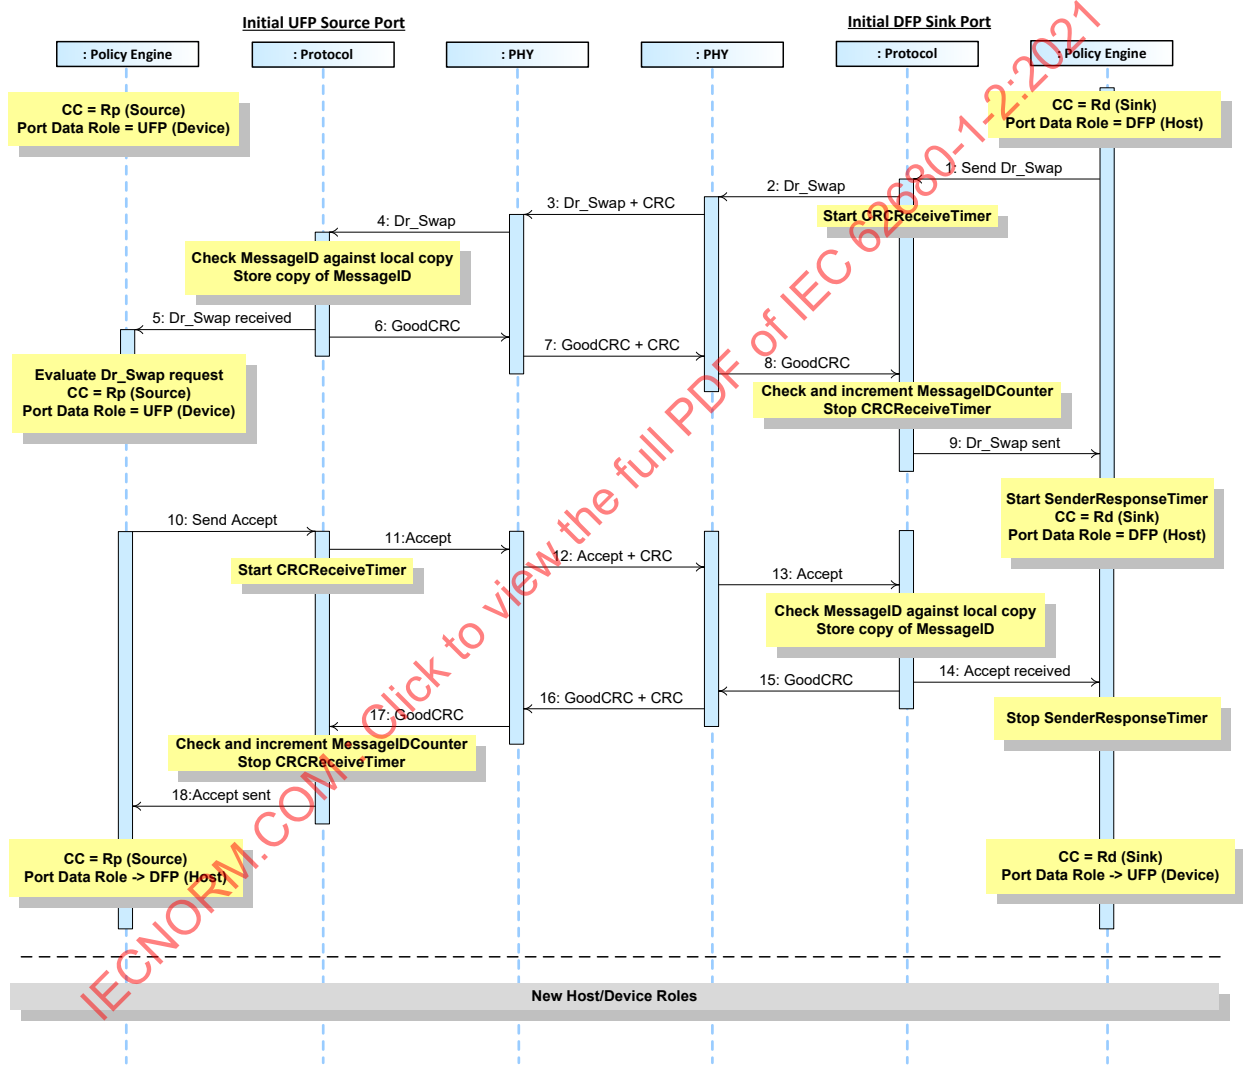 Initial UFP Source Port
Initial DFP Sink Port
: Policy Engine
: Protocol
: PHY
: PHY
: Protocol
: Policy Engine
CC = Rp (Source)
Port Data Role = UFP (Device)
CC = Rd (Sink)
Port Data Role = DFP (Host)
1: Send Dr_Swap
2: Dr_Swap
Start CRCReceiveTimer
3: Dr_Swap + CRC
4: Dr_Swap
Check MessageID against local copy
Store copy of MessageID
5: Dr_Swap received
6: GoodCRC
7: GoodCRC + CRC
8: GoodCRC
Evaluate Dr_Swap request
CC = Rp (Source)
Port Data Role = UFP (Device)
Check and increment MessageIDCounter
Stop CRCReceiveTimer
9: Dr_Swap sent
Start SenderResponseTimer
CC = Rd (Sink)
Port Data Role = DFP (Host)
10: Send Accept
11:Accept
Start CRCReceiveTimer
12: Accept + CRC
13: Accept
Check MessageID against local copy
Store copy of MessageID
14: Accept received
15: GoodCRC
16: GoodCRC + CRC
17: GoodCRC
Stop SenderResponseTimer
Check and increment MessageIDCounter
Stop CRCReceiveTimer
18:Accept sent
CC = Rp (Source)
Port Data Role -> DFP (Host)
CC = Rd (Sink)
Port Data Role -> UFP (Device)
New Host/Device Roles
IECNORM.COM : Click to view the full PDF of IEC 62680-1-2:2021